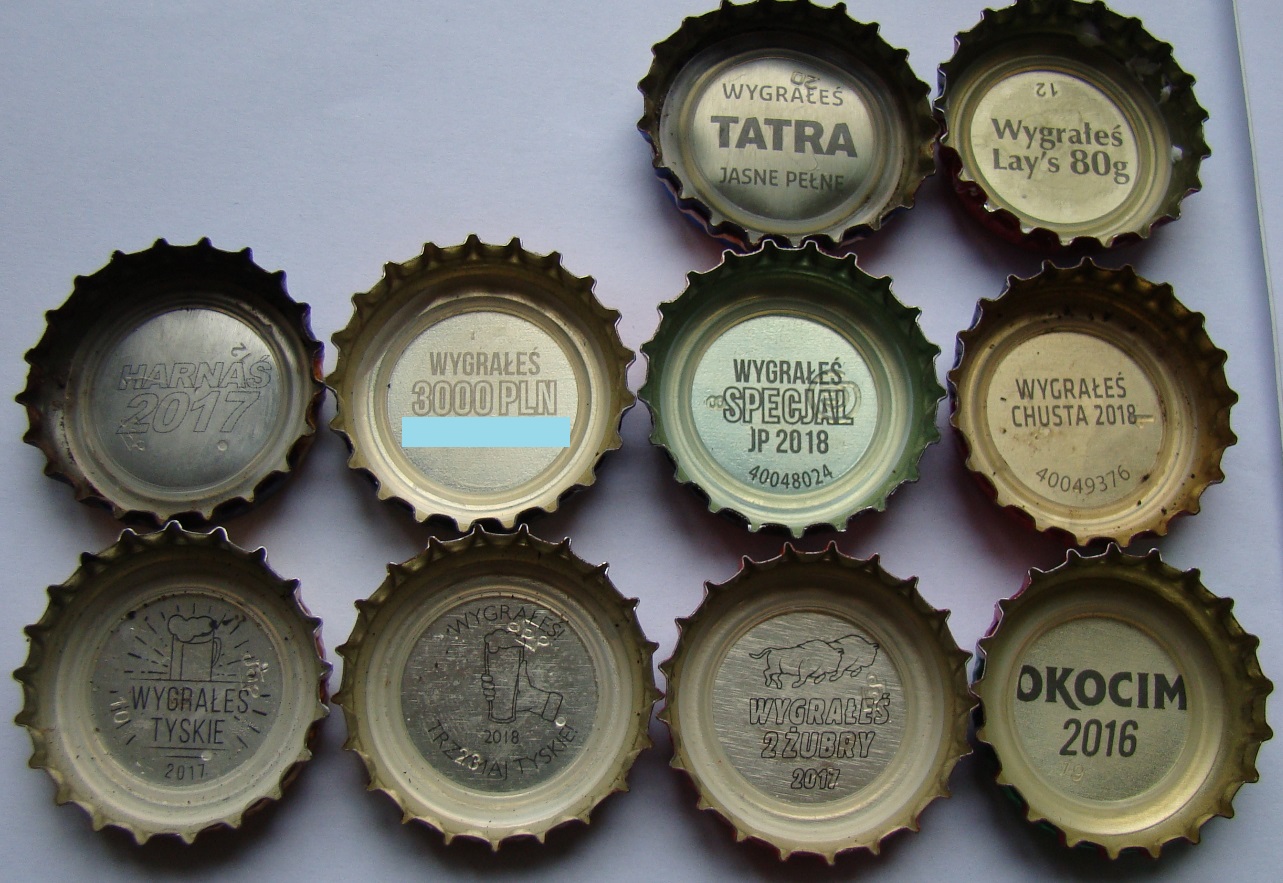 WYGRAŁEŚ
TATRA
JASNE PEŁNE
12
Wygrałeś
Lay's 80g
HARNAŚ
2017
WYGRAŁEŚ
3000 PLN
WYGRAŁEŚ
SPECJAL
JP 2018
40048024
WYGRAŁEŚ
CHUSTA 2018
40049376
WYGRAŁEŚ
TYSKIE
2017
WYGRAŁEŚ!
2018
TRZYMAJ TYSKIE!
WYGRAŁEŚ
2 ŻUBRY
2017
OKOCIM
2016